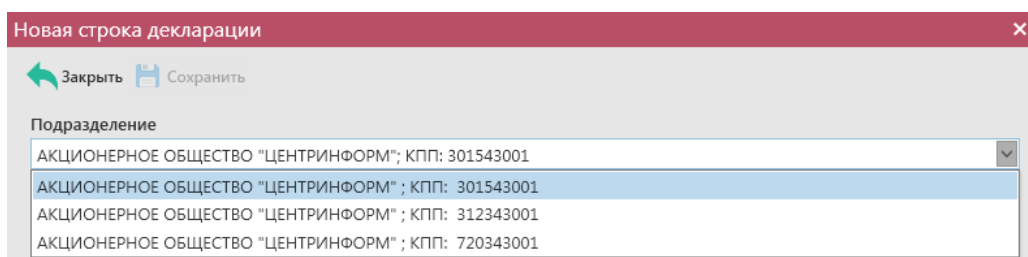 Новая строка декларации
Закрыть Сохранить
Подразделение
АКЦИОНЕРНОЕ ОБЩЕСТВО "ЦЕНТРИНФОРМ"; КПП: 301543001
АКЦИОНЕРНОЕ ОБЩЕСТВО "ЦЕНТРИНФОРМ" ; КПП: 301543001
АКЦИОНЕРНОЕ ОБЩЕСТВО "ЦЕНТРИНФОРМ" ; КПП: 312343001
АКЦИОНЕРНОЕ ОБЩЕСТВО "ЦЕНТРИНФОРМ" ; КПП: 720343001